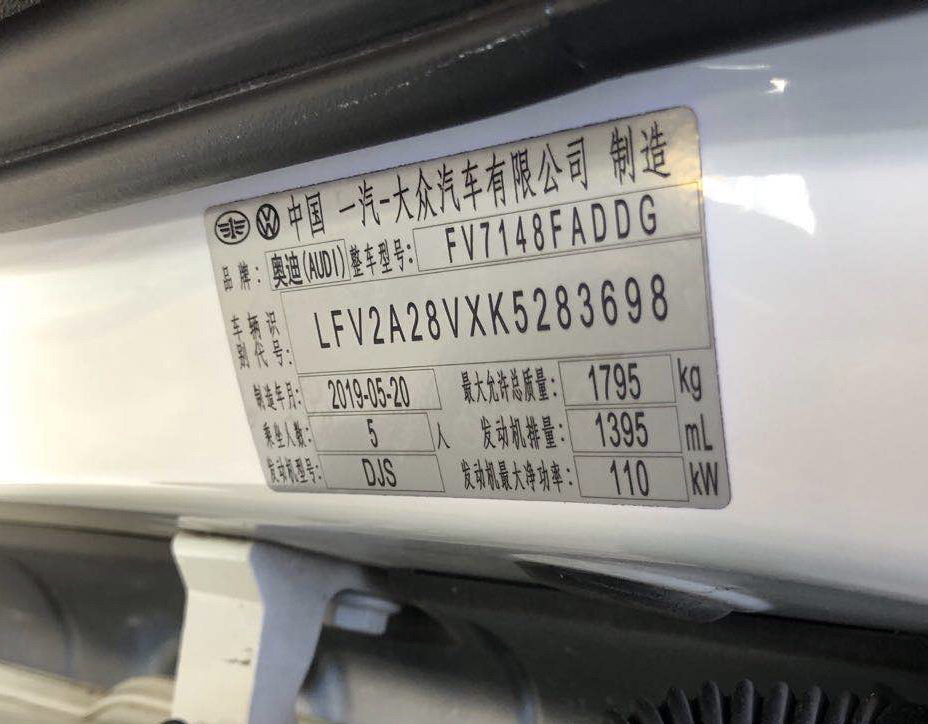 中国 一汽-大众汽车有限公司 制造
品牌: 奥迪(AUDI) 整车型号: FV7148FADDG
车辆识别代号: LFV2A28VXK5283698
制造年月: 2019-05-20 最大允许总质量: 1795 kg
乘坐人数: 5 人 发动机排量: 1395 mL
发动机型号: DJS 发动机最大净功率: 110 kW